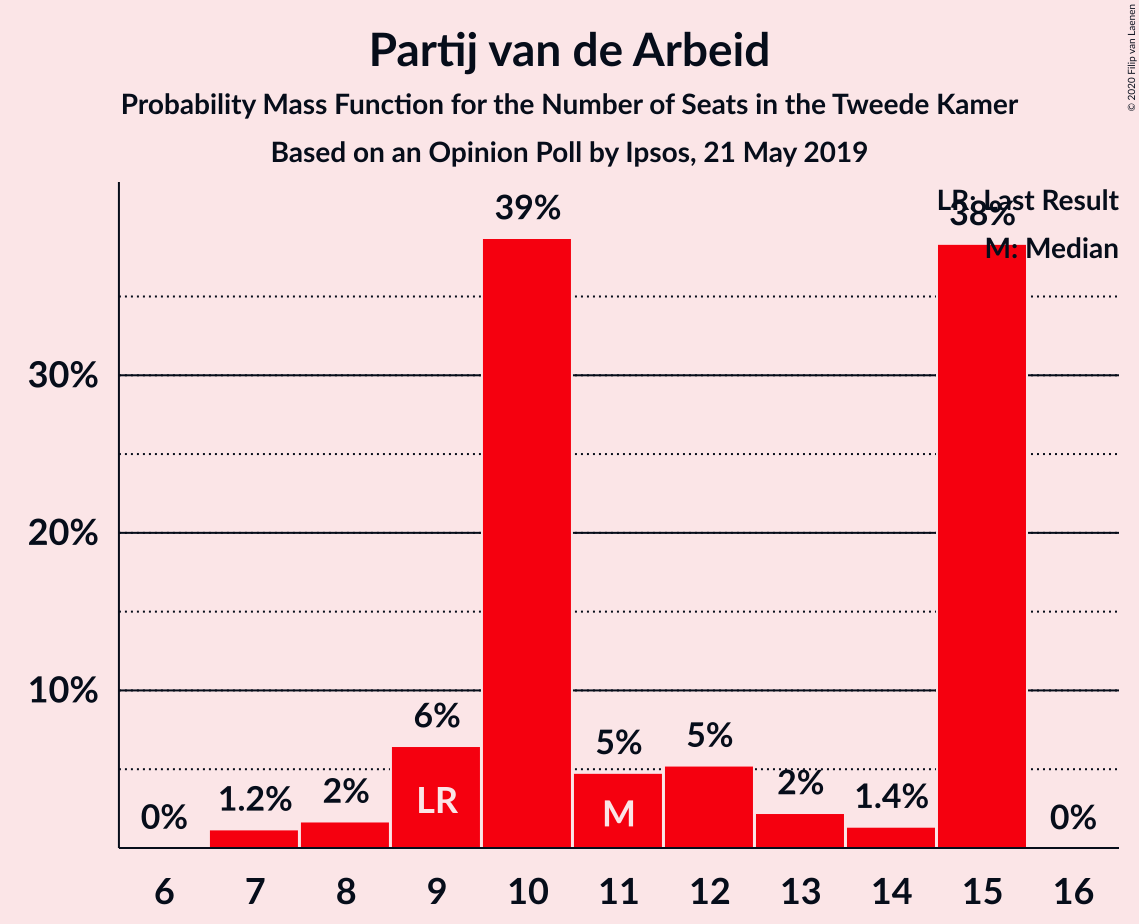 Partij van de Arbeid
Probability Mass Function for the Number of Seats in the Tweede Kamer
Based on an Opinion Poll by Ipsos, 21 May 2019
© 2020 Filip van Laenen
LR: Last Result
M: Median
39%
38%
30%
20%
10%
6%
5%
5%
2%
1.4%
2%
1.2%
0%
0%
LR
M
6 7 8 9 10 11 12 13 14 15 16